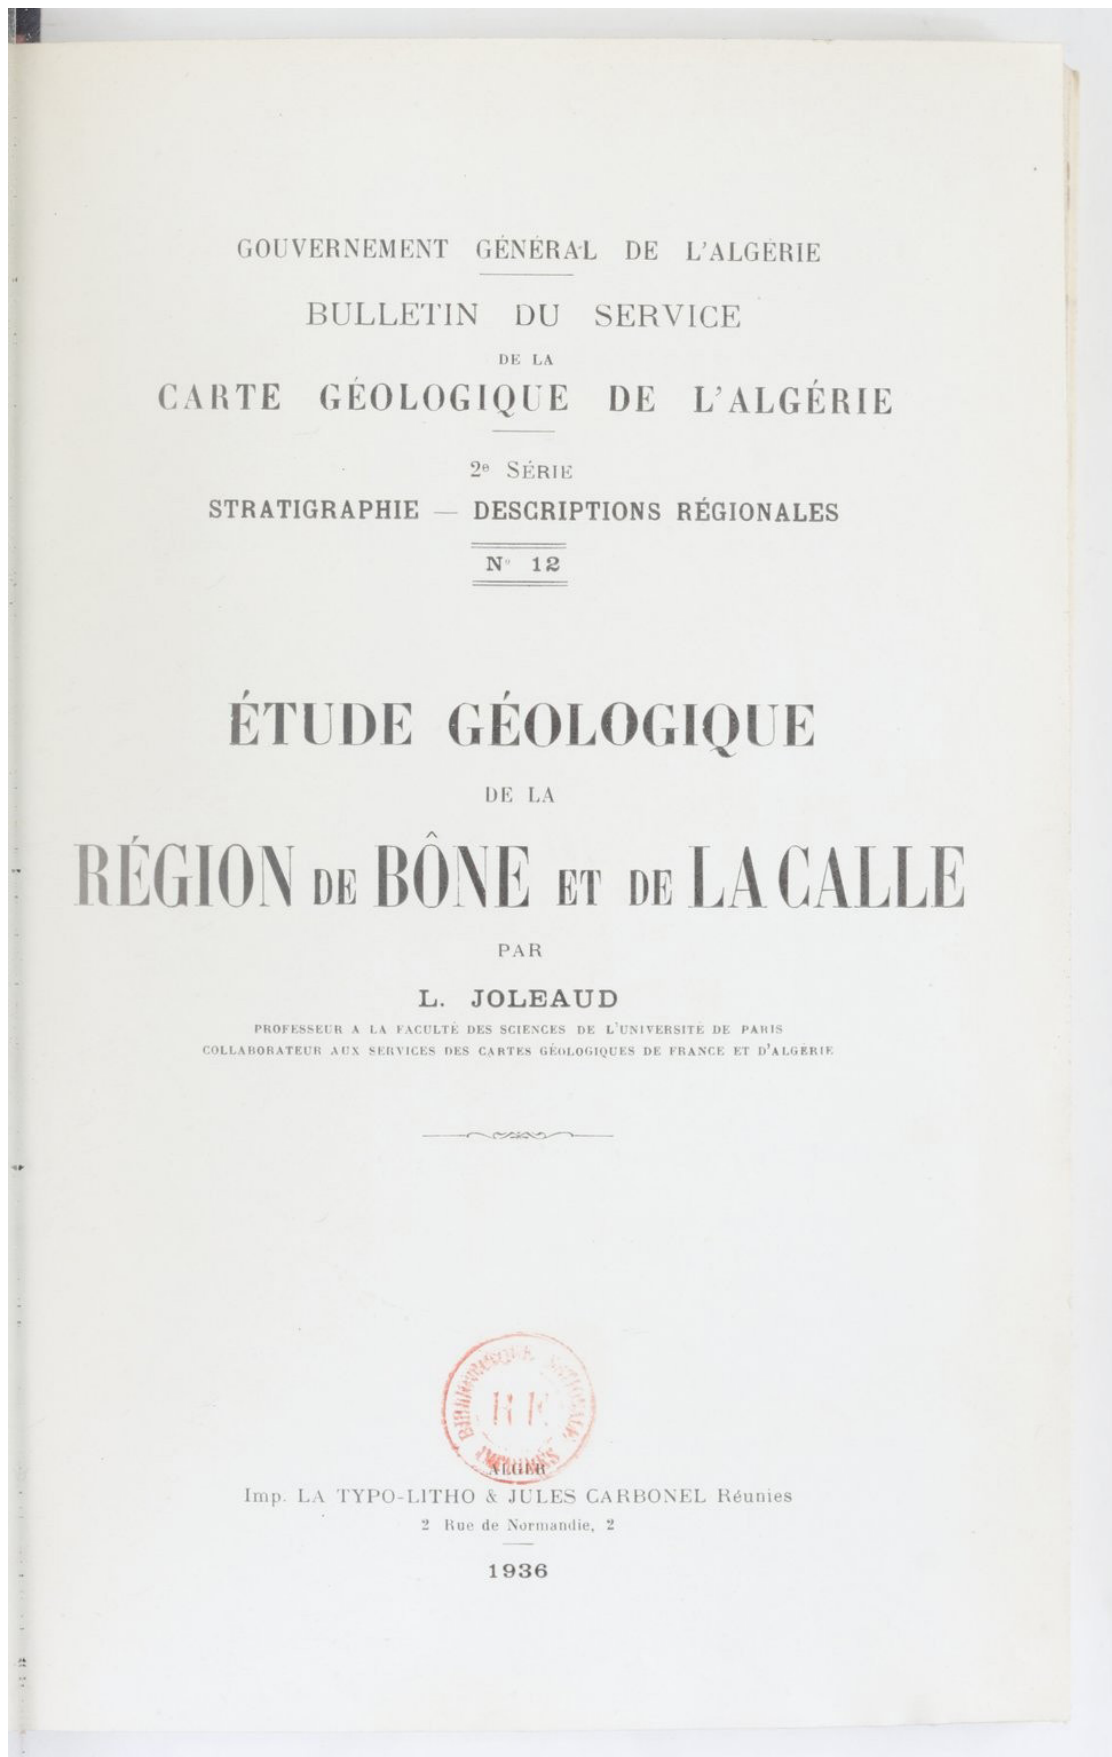 GOUVERNEMENT GÉNÉRAL DE L'ALGÉRIE
BULLETIN DU SERVICE
DE LA
CARTE GÉOLOGIQUE DE L'ALGÉRIE
2e SÉRIE
STRATIGRAPHIE — DESCRIPTIONS RÉGIONALES
N° 12
ÉTUDE GÉOLOGIQUE
DE LA
RÉGION DE BÔNE ET DE LA CALLE
PAR
L. JOLEAUD
PROFESSEUR A LA FACULTÉ DES SCIENCES DE L'UNIVERSITÉ DE PARIS
COLLABORATEUR AUX SERVICES DES CARTES GÉOLOGIQUES DE FRANCE ET D'ALGÉRIE
BIBLIOTHÈQUE NATIONALE
R F
IMPRIMÉS
ALGER
Imp. LA TYPO-LITHO & JULES CARBONEL Réunies
2 Rue de Normandie, 2
1936